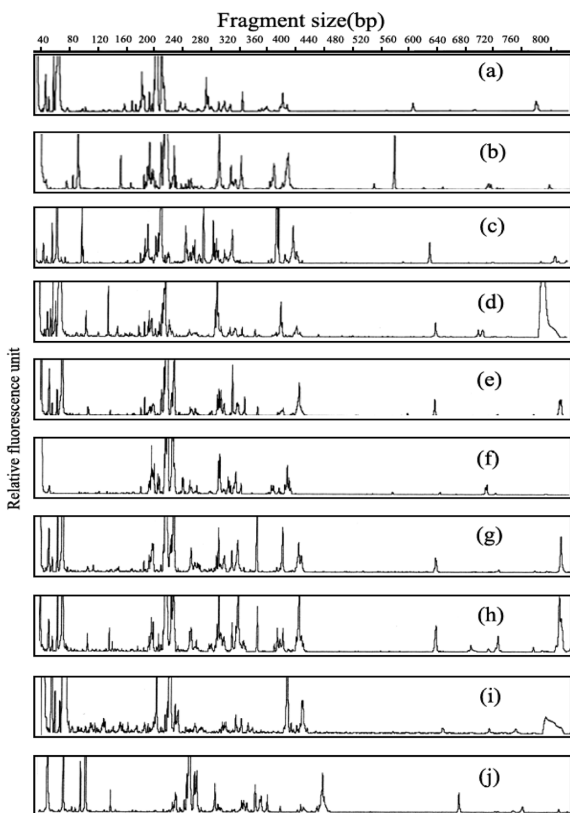 Fragment size(bp)
40 80 120 160 200 240 280 320 360 400 440 480 520 560 600 640 680 720 760 800
(a)
(b)
(c)
(d)
(e)
(f)
(g)
(h)
(i)
(j)
Relative fluorescence unit